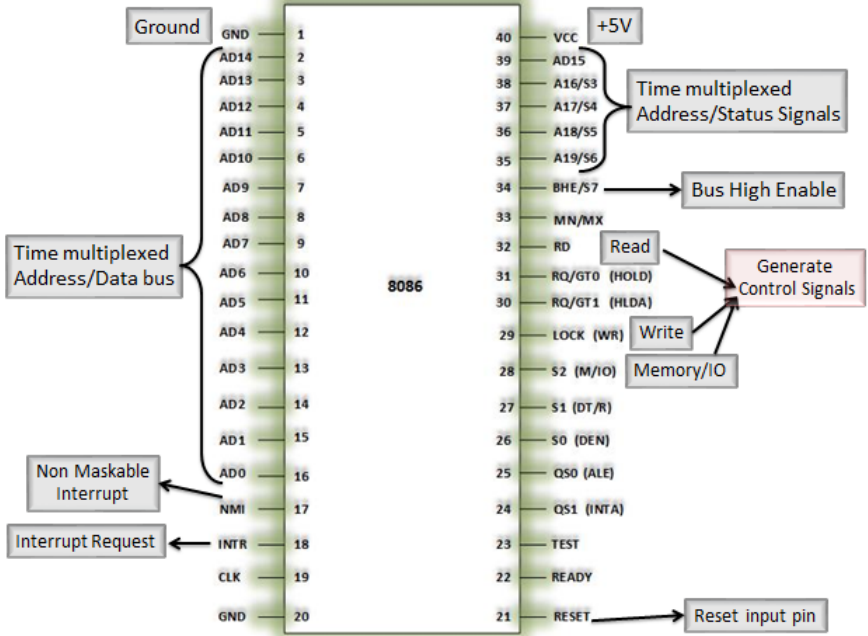 Ground
GND 1
AD14 2
AD13 3
AD12 4
AD11 5
AD10 6
AD9 7
AD8 8
AD7 9
AD6 10
AD5 11
AD4 12
AD3 13
AD2 14
AD1 15
AD0 16
NMI 17
INTR 18
CLK 19
GND 20
Time multiplexed
Address/Data bus
Non Maskable
Interrupt
Interrupt Request
8086
40 VCC
39 AD15
38 A16/S3
37 A17/S4
36 A18/S5
35 A19/S6
34 BHE/S7
33 MN/MX
32 RD
31 RQ/GT0 (HOLD)
30 RQ/GT1 (HLDA)
29 LOCK (WR)
28 S2 (M/IO)
27 S1 (DT/R)
26 S0 (DEN)
25 QS0 (ALE)
24 QS1 (INTA)
23 TEST
22 READY
21 RESET
+5V
Time multiplexed
Address/Status Signals
Bus High Enable
Read
Generate
Control Signals
Write
Memory/IO
Reset input pin